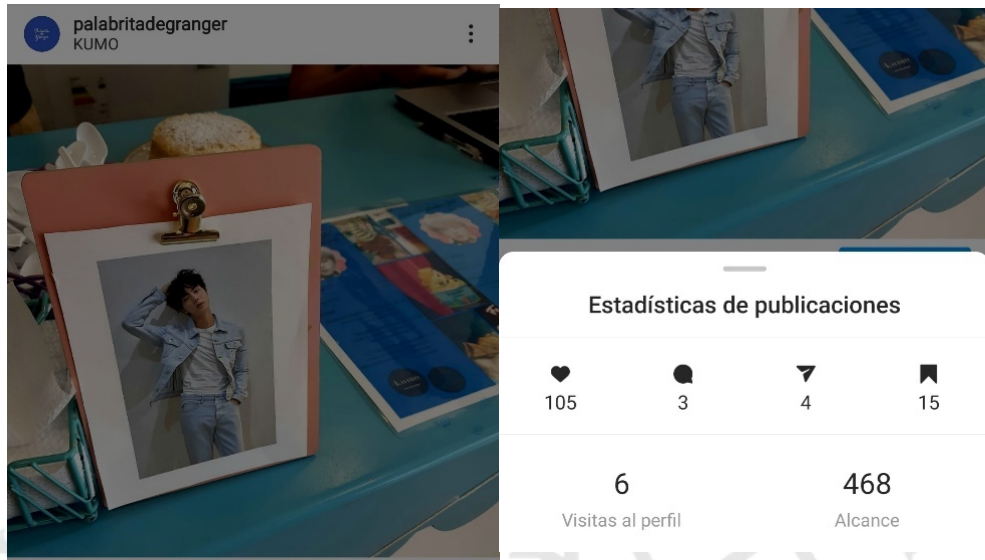 palabritadegranger
KUMO
Estadísticas de publicaciones
105
3
4
15
6
468
Visitas al perfil
Alcance